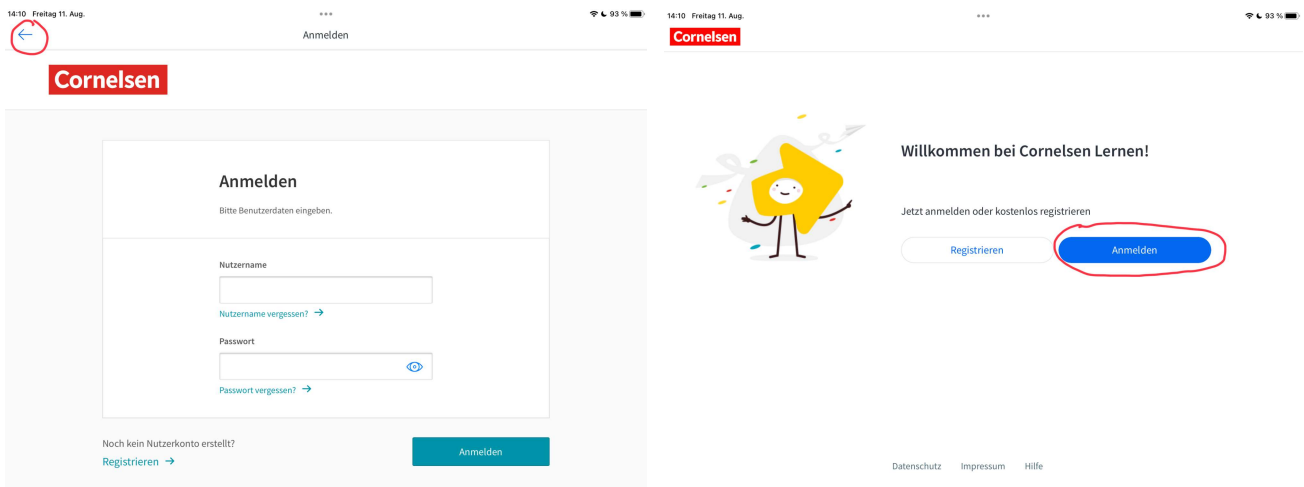 14:10 Freitag 11. Aug.
93 %
Anmelden
Cornelsen
Anmelden
Bitte Benutzerdaten eingeben.
Nutzername
Nutzername vergessen? →
Passwort
Passwort vergessen? →
Noch kein Nutzerkonto erstellt?
Registrieren →
Anmelden
14:10 Freitag 11. Aug.
93 %
Cornelsen
Willkommen bei Cornelsen Lernen!
Jetzt anmelden oder kostenlos registrieren
Registrieren Anmelden
Datenschutz Impressum Hilfe